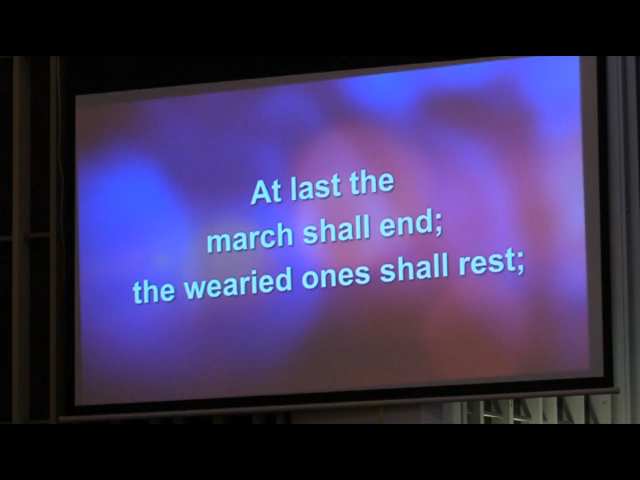 At last the
march shall end;
the wearied ones shall rest;